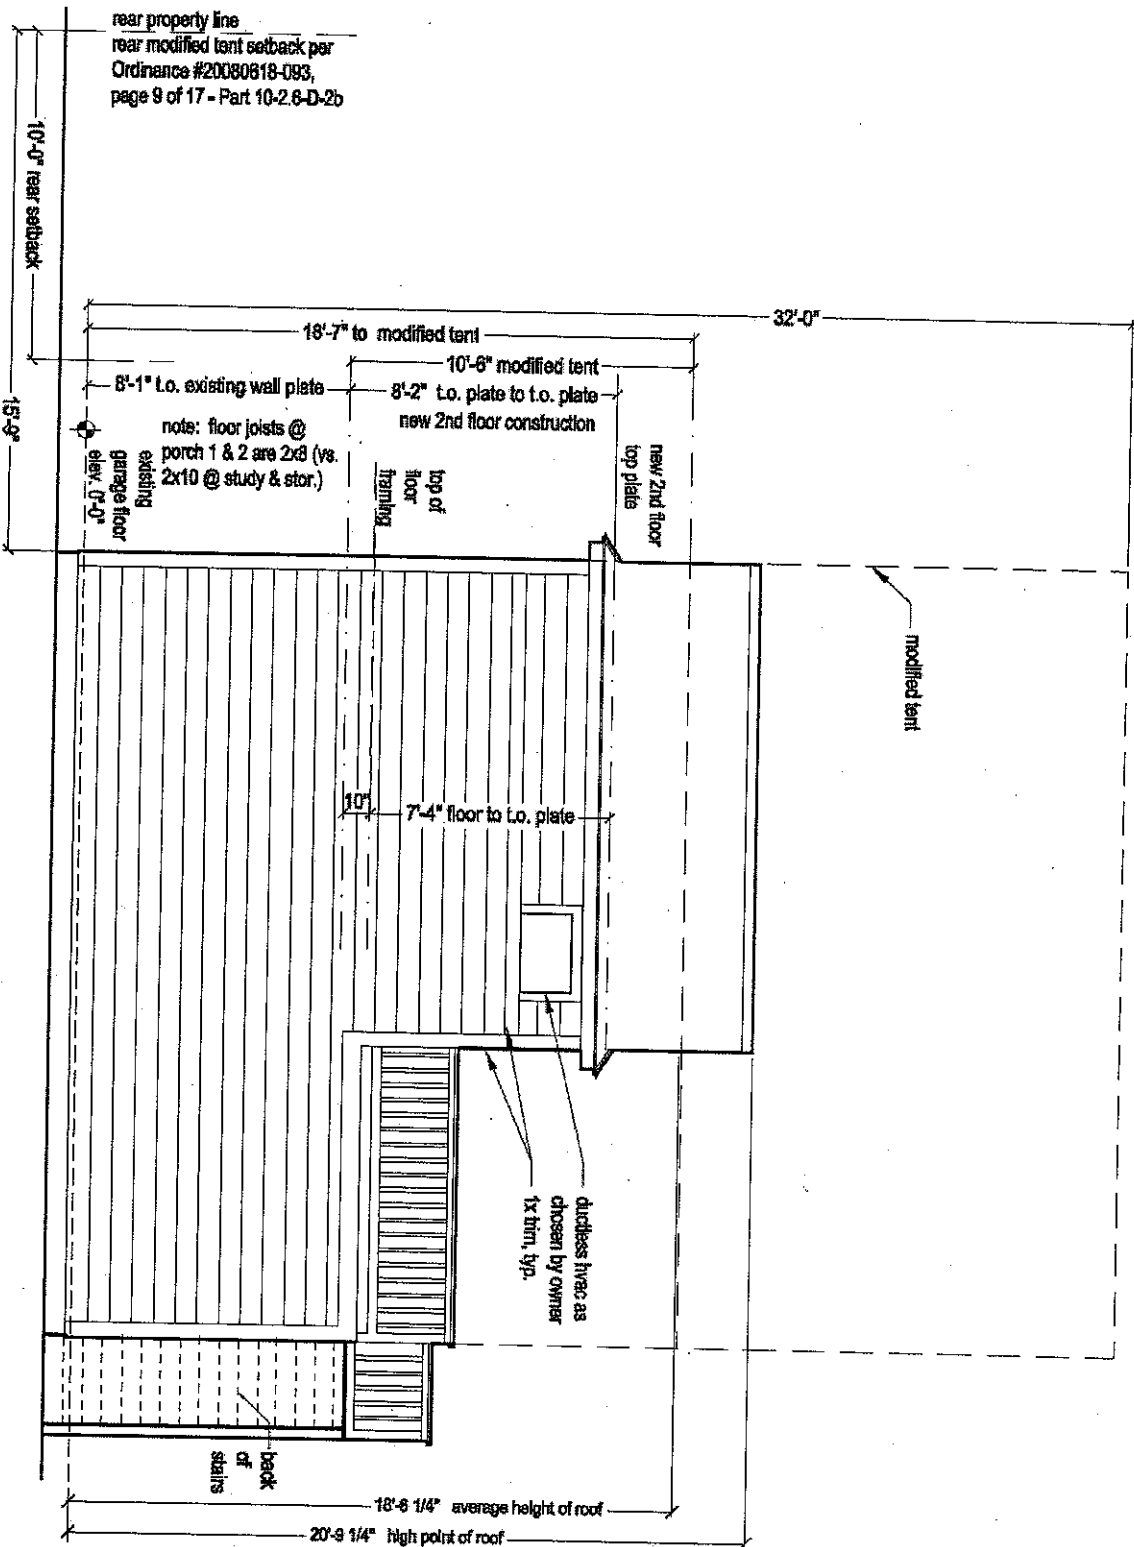 rear property line
rear modified tent setback per
Ordinance #20080618-093,
page 9 of 17 - Part 10-2.6-D-2b
10'-0" rear setback
15'-9"
32'-0"
18'-7" to modified tent
10'-6" modified tent
8'-1" t.o. existing wall plate
8'-2" t.o. plate to t.o. plate
new 2nd floor construction
note: floor joists @
porch 1 & 2 are 2x8 (vs.
2x10 @ study & stor.)
existing
garage floor
elev. 0'-0"
top of
floor
framing
new 2nd floor
top plate
modified tent
10"
7'-4" floor to t.o. plate
ductless hvac as
chosen by owner
1x trim, typ.
back
of
stairs
18'-6 1/4" average height of roof
20'-9 1/4" high point of roof